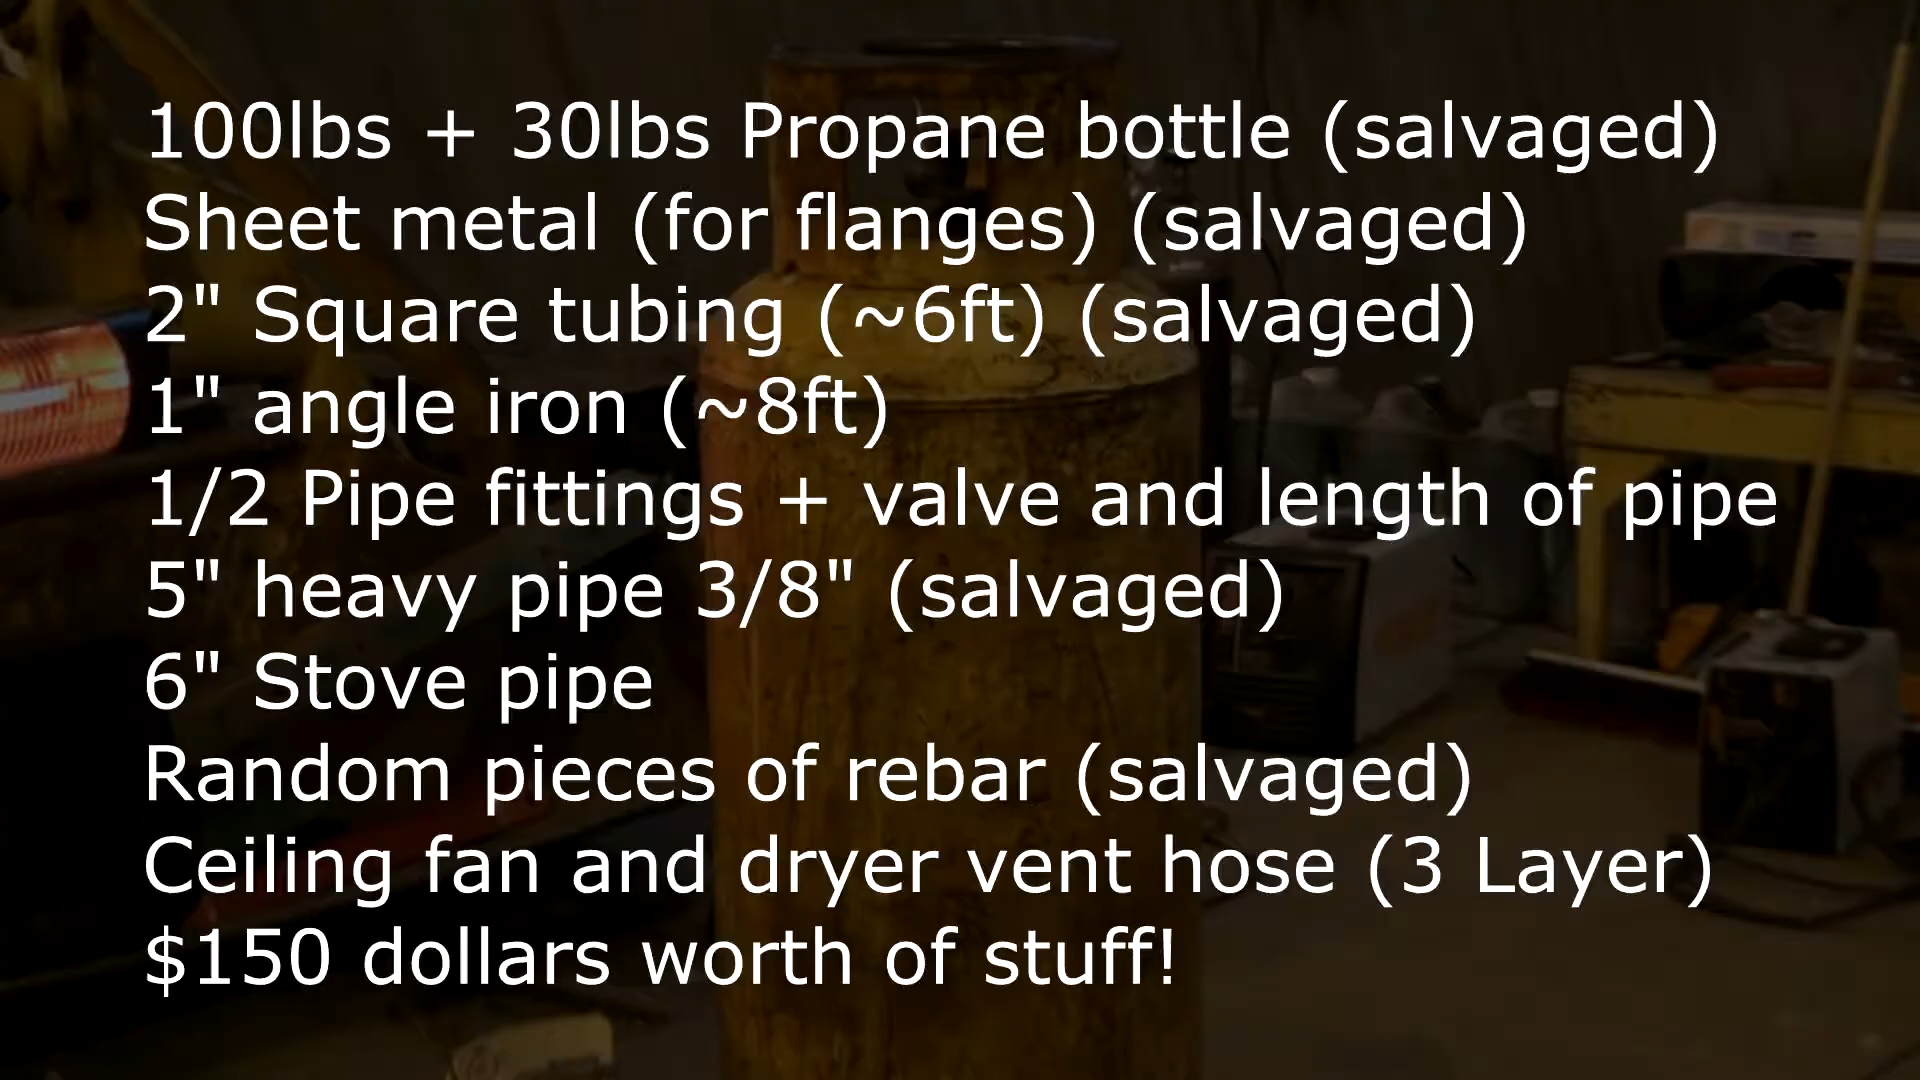 100lbs + 30lbs Propane bottle (salvaged)
Sheet metal (for flanges) (salvaged)
2" Square tubing (~6ft) (salvaged)
1" angle iron (~8ft)
1/2 Pipe fittings + valve and length of pipe
5" heavy pipe 3/8" (salvaged)
6" Stove pipe
Random pieces of rebar (salvaged)
Ceiling fan and dryer vent hose (3 Layer)
$150 dollars worth of stuff!